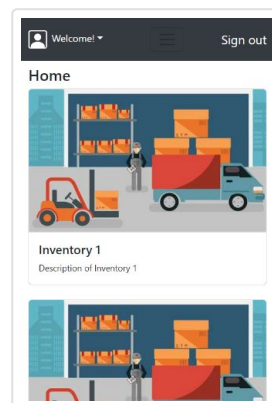 Welcome!
Sign out
Home
Inventory 1
Description of Inventory 1